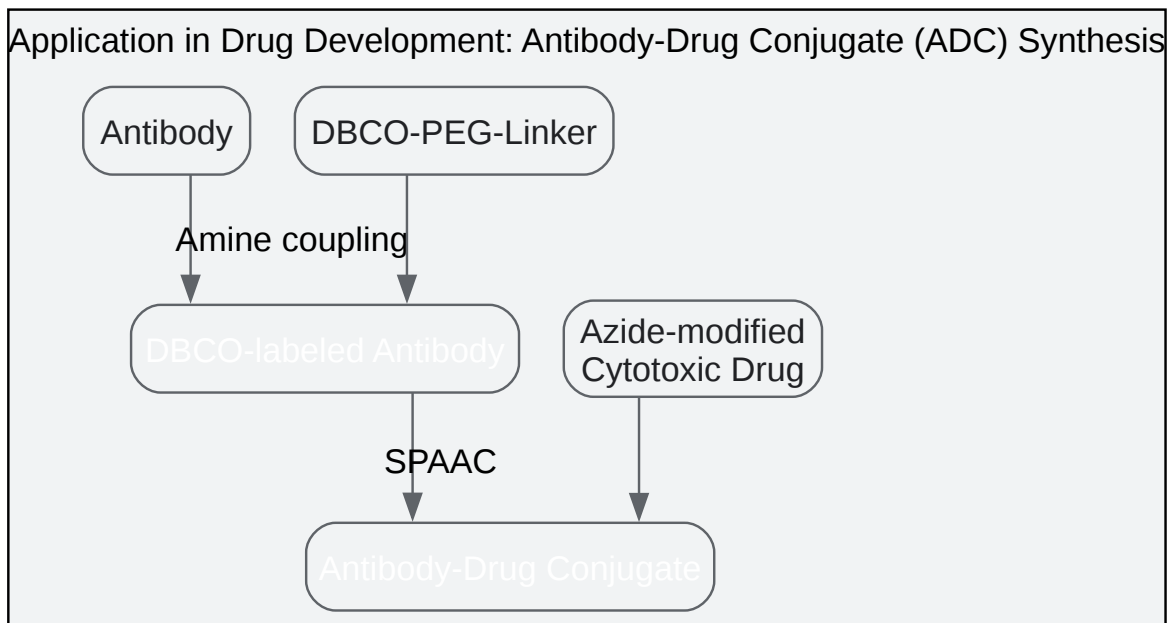 Application in Drug Development: Antibody-Drug Conjugate (ADC) Synthesis
Antibody
DBCO-PEG-Linker
Amine coupling
DBCO-labeled Antibody
Azide-modified
Cytotoxic Drug
SPAAC
Antibody-Drug Conjugate